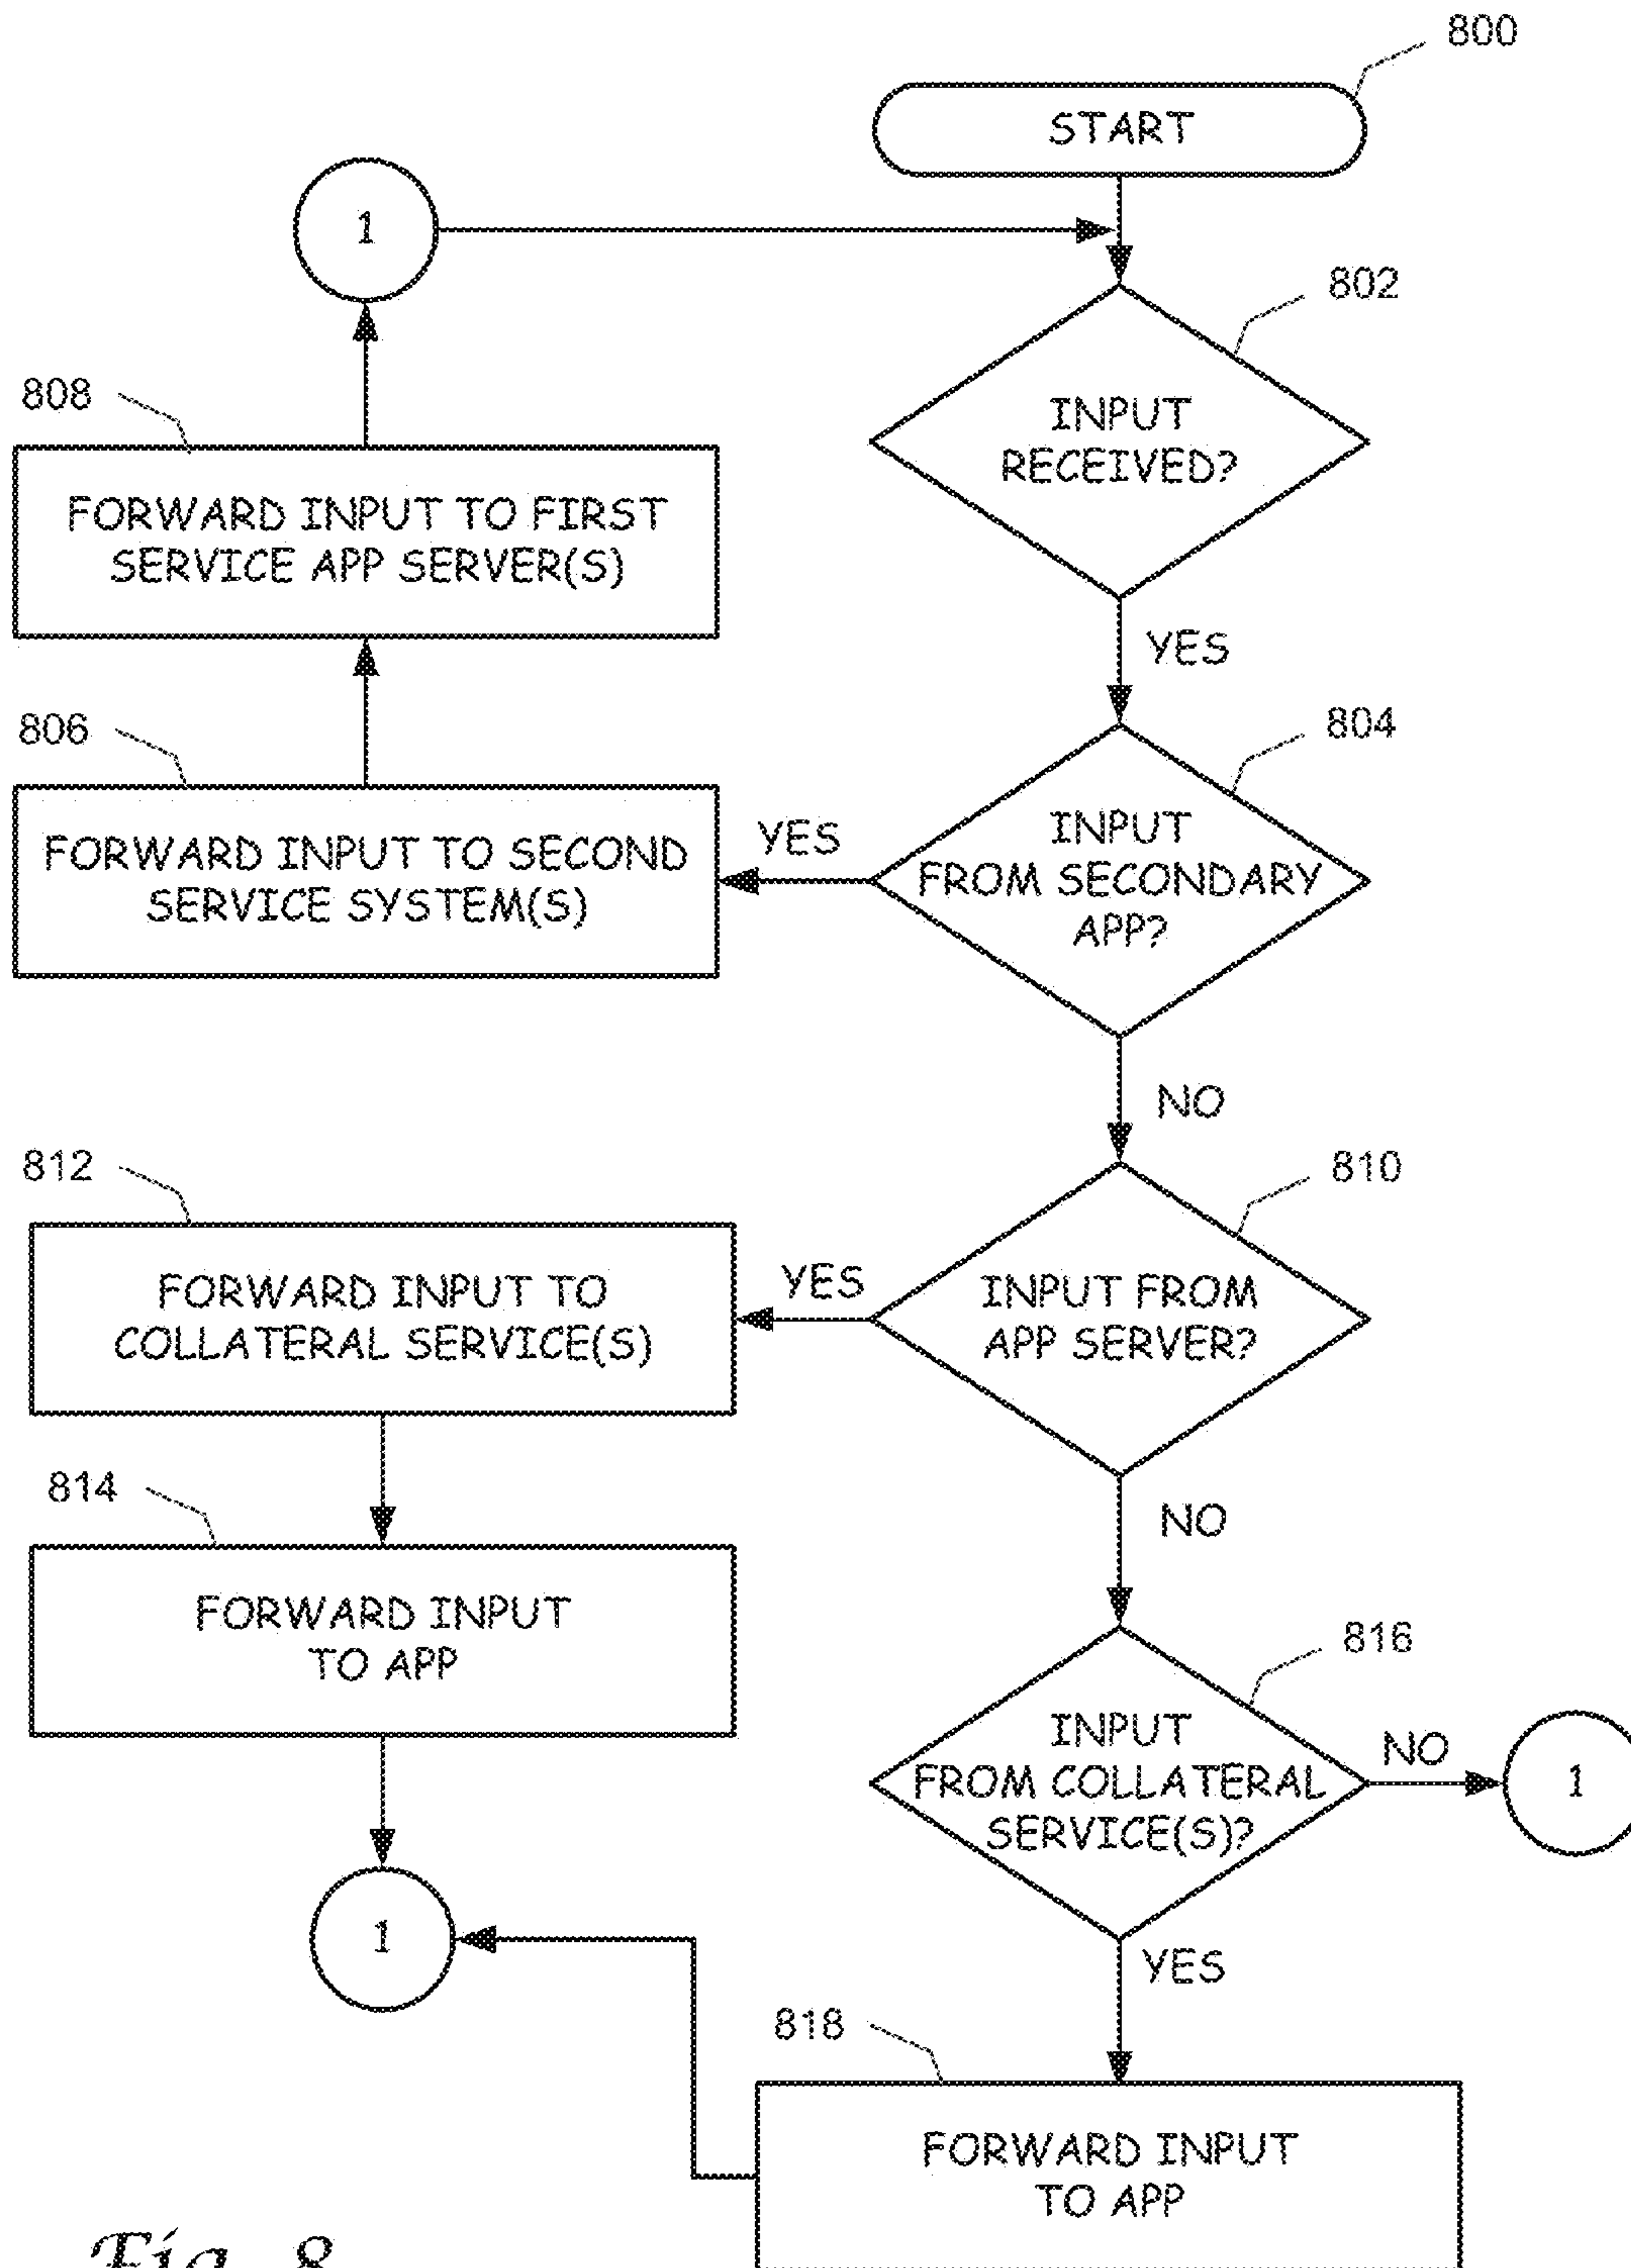 800
START
1
802
INPUT
RECEIVED?
808
FORWARD INPUT TO FIRST
SERVICE APP SERVER(S)
YES
806
804
FORWARD INPUT TO SECOND
SERVICE SYSTEM(S)
YES
INPUT
FROM SECONDARY
APP?
NO
812
810
FORWARD INPUT TO
COLLATERAL SERVICE(S)
YES
INPUT FROM
APP SERVER?
814
NO
FORWARD INPUT
TO APP
816
INPUT
FROM COLLATERAL
SERVICE(S)?
NO
1
1
YES
818
FORWARD INPUT
TO APP
Fig. 8